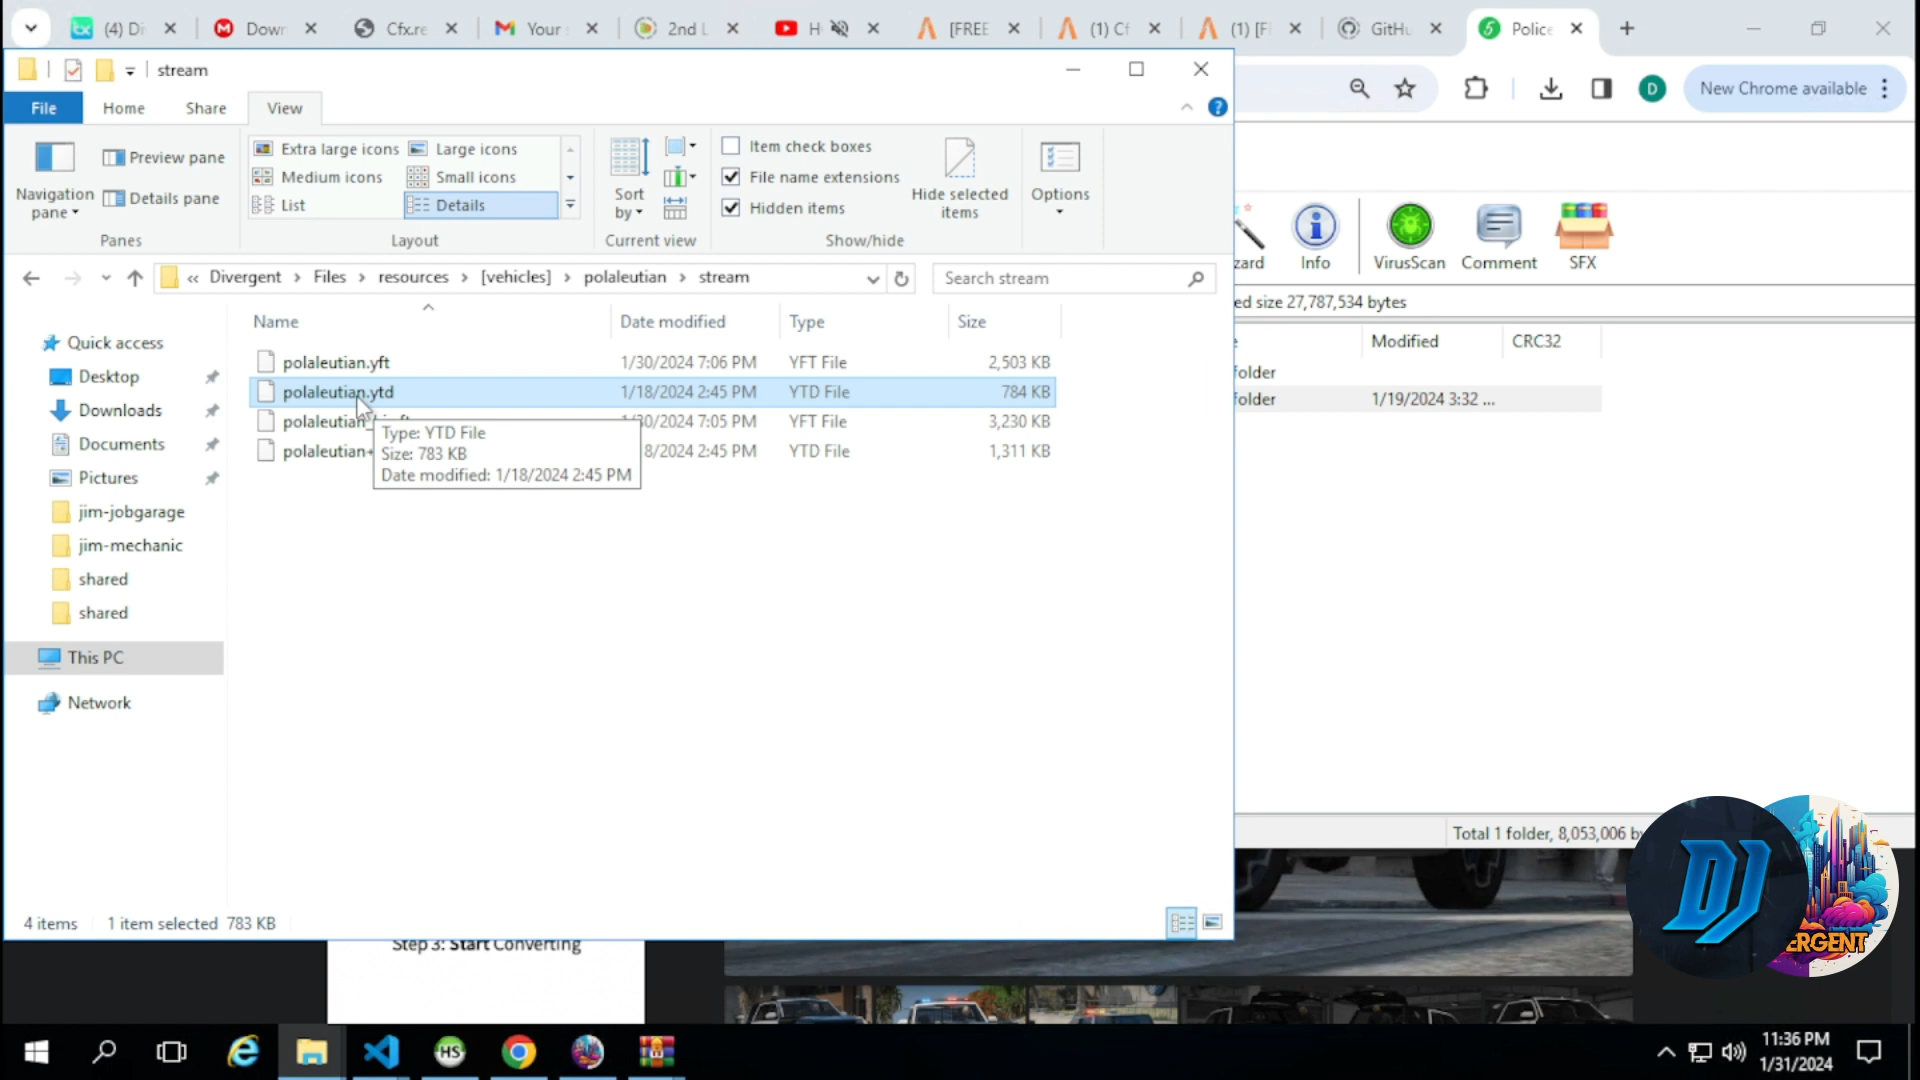 (4) Di
Down
Cfx.re
Your
2nd L
H
[FREE
(1) Cf
(1) [F
GitHu
5
Police
stream
New Chrome available
D
File
Home
Share
View
Preview pane
Details pane
Navigation pane
Panes
Extra large icons
Large icons
Medium icons
Small icons
List
Details
Layout
Sort by
Current view
Item check boxes
File name extensions
Hidden items
Hide selected items
Show/hide
Options
zard
Info
VirusScan
Comment
SFX
« Divergent > Files > resources > [vehicles] > polaleutian > stream
Search stream
ed size 27,787,534 bytes
Name
Date modified
Type
Size
Modified
CRC32
polaleutian.yft 1/30/2024 7:06 PM YFT File 2,503 KB
polaleutian.ytd 1/18/2024 2:45 PM YTD File 784 KB
polaleutian 30/2024 7:05 PM YFT File 3,230 KB
polaleutian+ 8/2024 2:45 PM YTD File 1,311 KB
Type: YTD File
Size: 783 KB
Date modified: 1/18/2024 2:45 PM
folder
folder 1/19/2024 3:32 ...
Quick access
Desktop
Downloads
Documents
Pictures
jim-jobgarage
jim-mechanic
shared
shared
This PC
Network
Total 1 folder, 8,053,006 by
4 items
1 item selected 783 KB
Step 3: Start Converting
DJ
ERGENT
HS
11:36 PM
1/31/2024